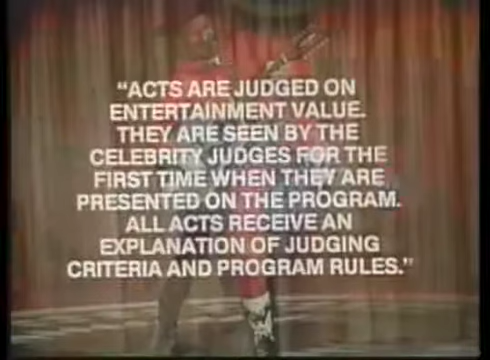 "ACTS ARE JUDGED ON
ENTERTAINMENT VALUE.
THEY ARE SEEN BY THE
CELEBRITY JUDGES FOR THE
FIRST TIME WHEN THEY ARE
PRESENTED ON THE PROGRAM.
ALL ACTS RECEIVE AN
EXPLANATION OF JUDGING
CRITERIA AND PROGRAM RULES."